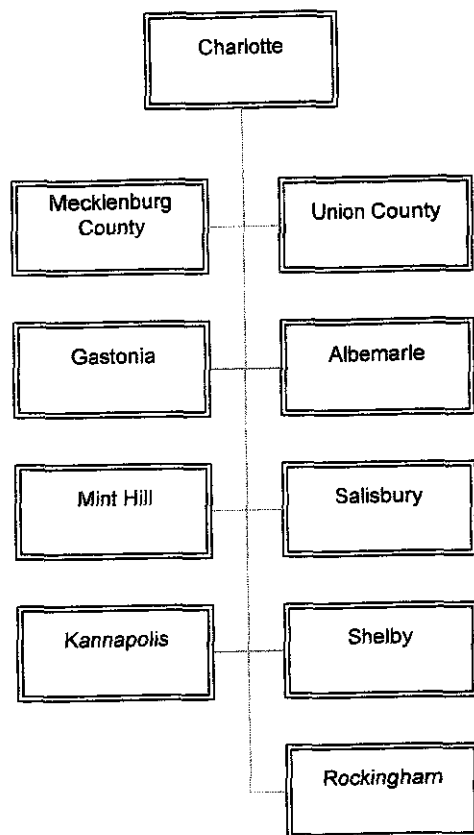 Charlotte
Mecklenburg
County
Union County
Gastonia
Albemarle
Mint Hill
Salisbury
Kannapolis
Shelby
Rockingham